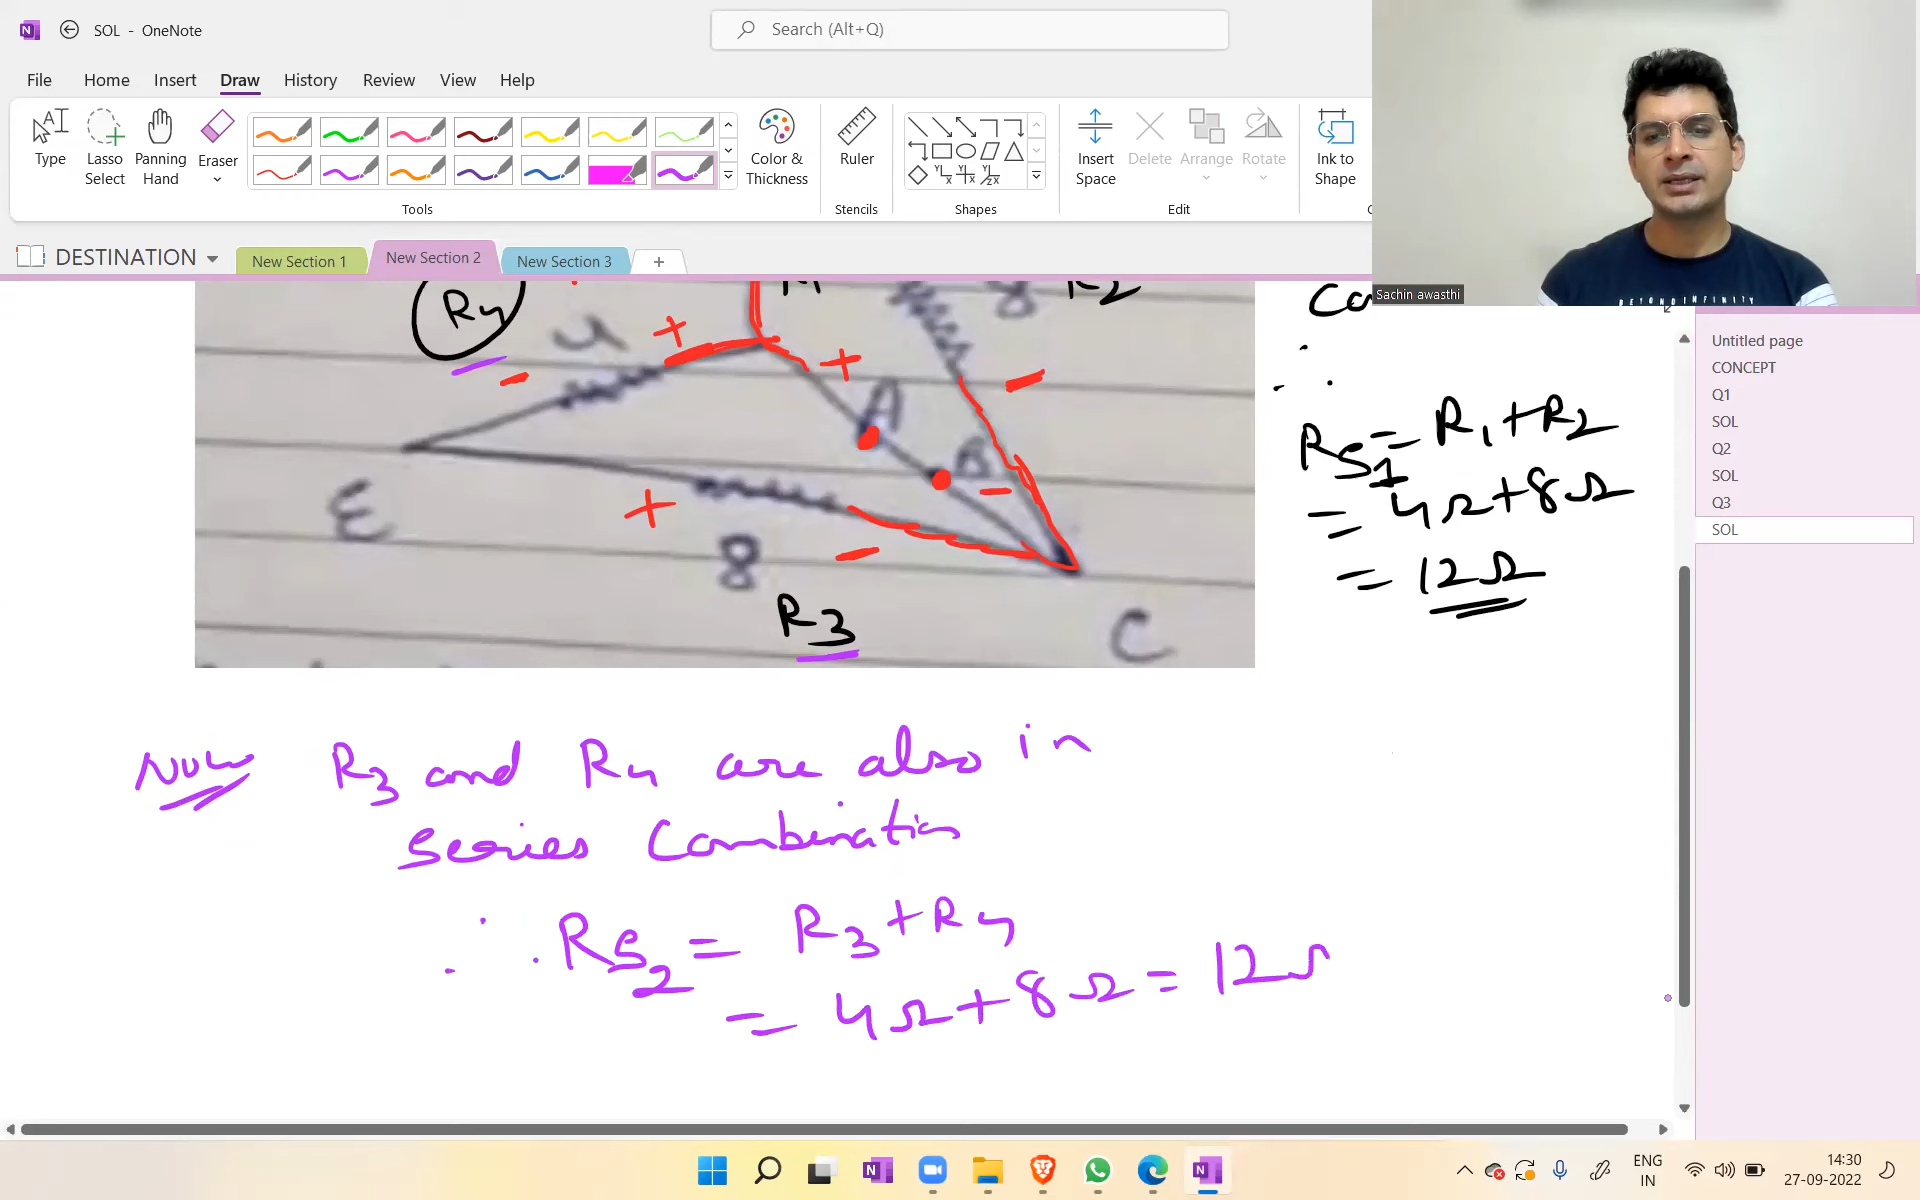 SOL - OneNote
Search (Alt+Q)
File Home Insert Draw History Review View Help
Type
Lasso Select
Panning Hand
Eraser
Color & Thickness
Ruler
Insert Space
Delete
Arrange
Rotate
Ink to Shape
Tools
Stencils
Shapes
Edit
DESTINATION
New Section 1
New Section 2
New Section 3
BEYOND INFINITY
Sachin awasthi
Untitled page
CONCEPT
Q1
SOL
Q2
SOL
Q3
SOL
R4
4
8
R2
+
+
-
-
A
B
-
E
+
-
8
R3
C
∴
RS1 = R1+R2
= 4Ω+8Ω
= 12Ω
Now R3 and R4 are also in
series Combination
∴ RS2 = R3+R4
= 4Ω+8Ω = 12Ω
ENG
IN
14:30
27-09-2022